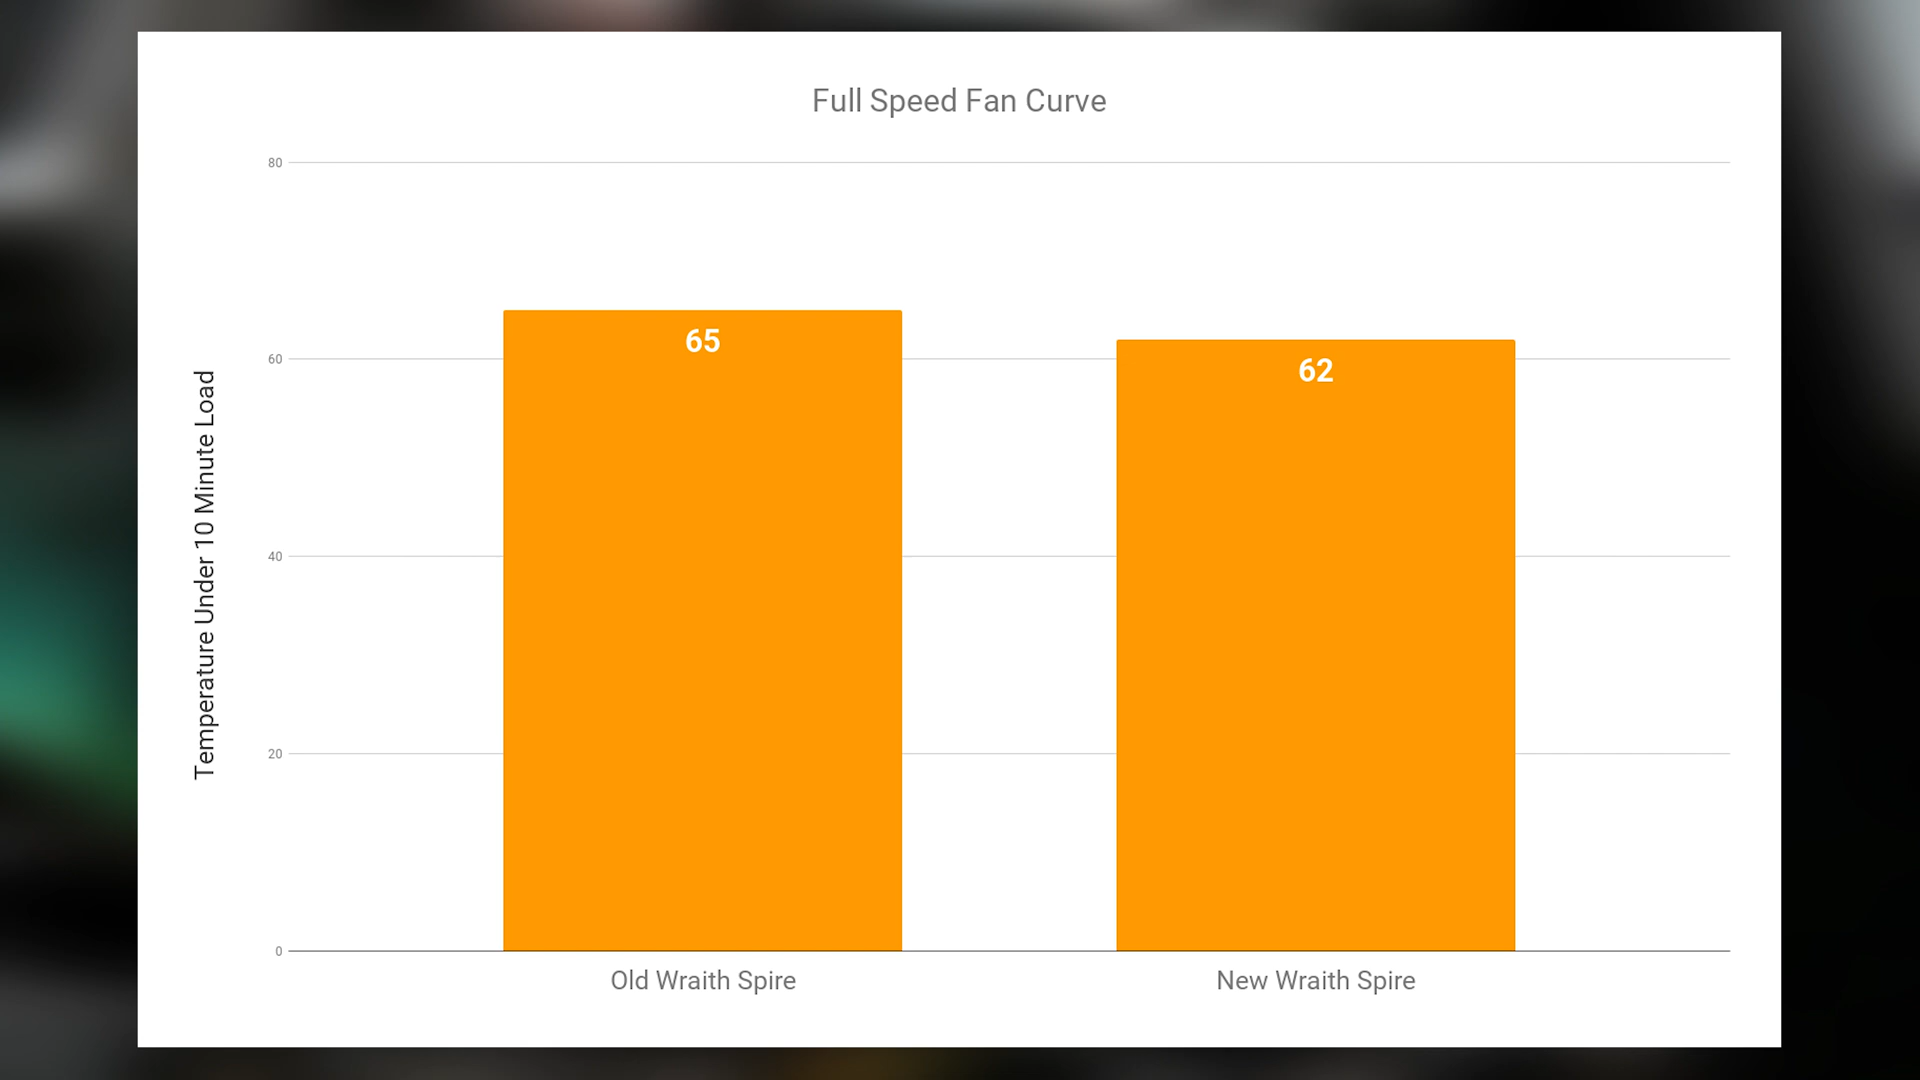 Full Speed Fan Curve
80
60
40
20
0
Temperature Under 10 Minute Load
65
62
Old Wraith Spire
New Wraith Spire